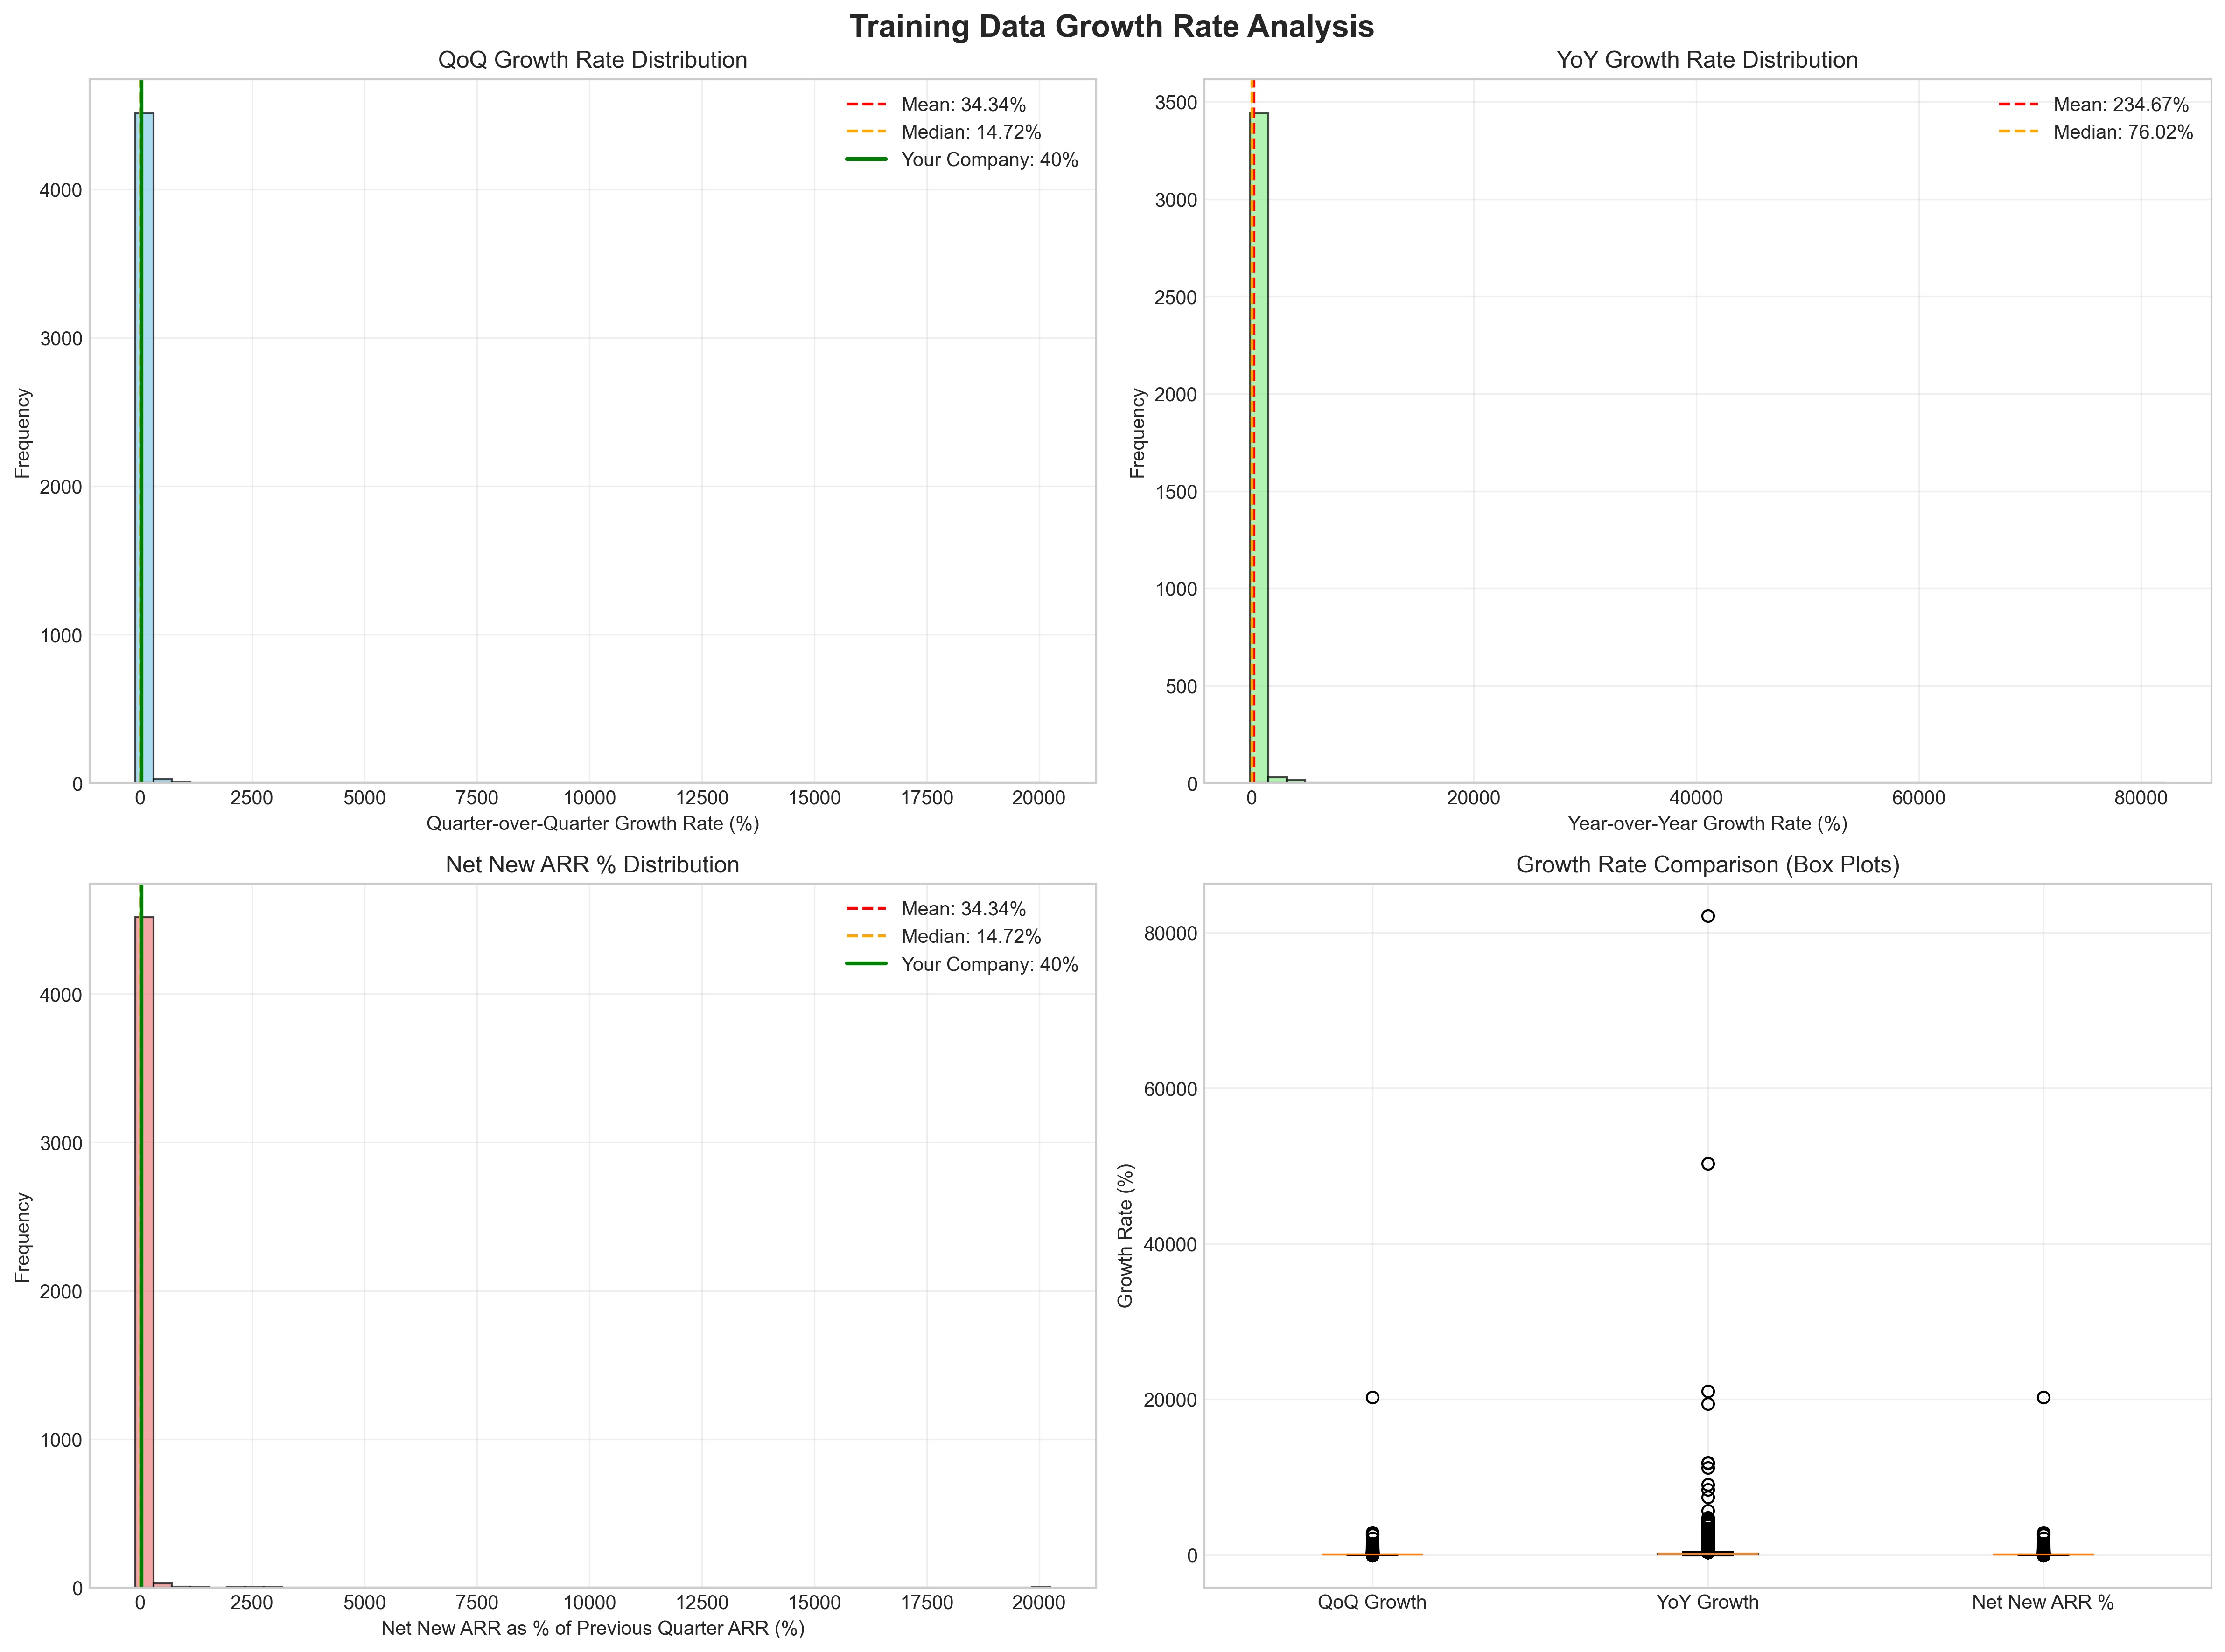 Training Data Growth Rate Analysis
QoQ Growth Rate Distribution
Mean: 34.34%
Median: 14.72%
Your Company: 40%
Frequency
4000
3000
2000
1000
0
0 2500 5000 7500 10000 12500 15000 17500 20000
Quarter-over-Quarter Growth Rate (%)
YoY Growth Rate Distribution
Mean: 234.67%
Median: 76.02%
Frequency
3500
3000
2500
2000
1500
1000
500
0
0 20000 40000 60000 80000
Year-over-Year Growth Rate (%)
Net New ARR % Distribution
Mean: 34.34%
Median: 14.72%
Your Company: 40%
Frequency
4000
3000
2000
1000
0
0 2500 5000 7500 10000 12500 15000 17500 20000
Net New ARR as % of Previous Quarter ARR (%)
Growth Rate Comparison (Box Plots)
Growth Rate (%)
80000
60000
40000
20000
0
QoQ Growth YoY Growth Net New ARR %